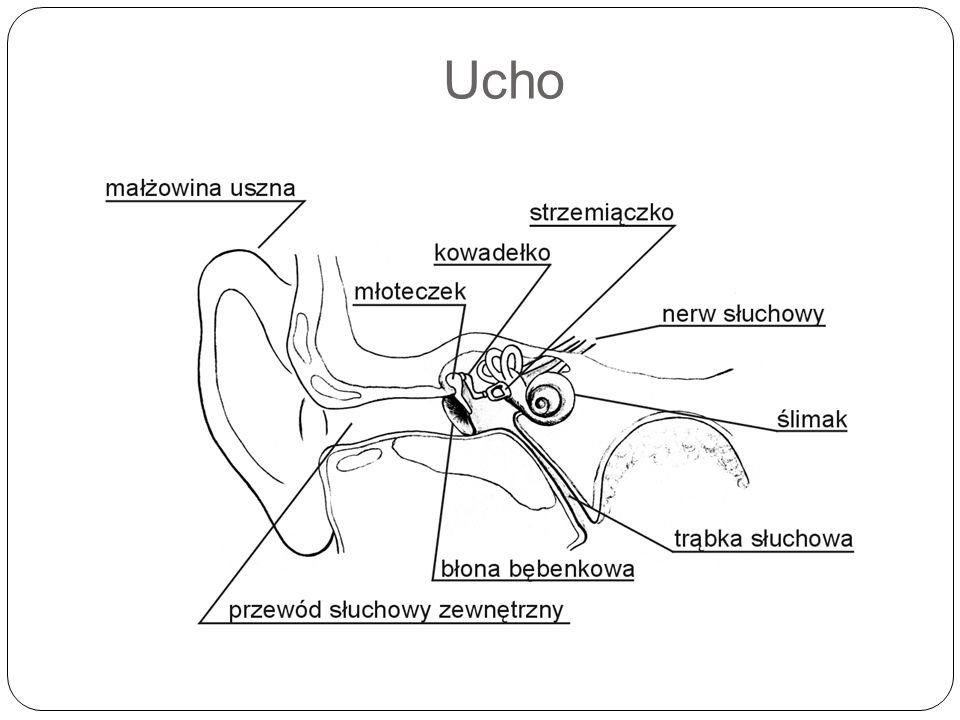 Ucho
małżowina uszna
strzemiączko
kowadełko
młoteczek
nerw słuchowy
ślimak
trąbka słuchowa
błona bębenkowa
przewód słuchowy zewnętrzny